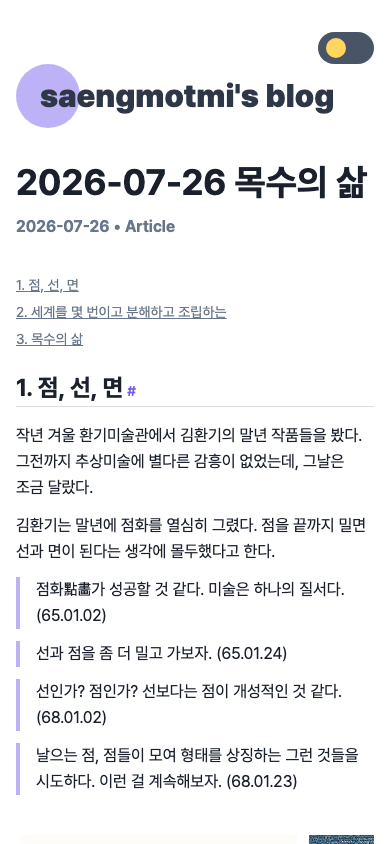 saengmotmi's blog
2026-07-26 목수의 삶
2026-07-26 • Article
1. 점, 선, 면
2. 세계를 몇 번이고 분해하고 조립하는
3. 목수의 삶
1. 점, 선, 면 #
작년 겨울 환기미술관에서 김환기의 말년 작품들을 봤다.
그전까지 추상미술에 별다른 감흥이 없었는데, 그날은
조금 달랐다.
김환기는 말년에 점화를 열심히 그렸다. 점을 끝까지 밀면
선과 면이 된다는 생각에 몰두했다고 한다.
점화點畵가 성공할 것 같다. 미술은 하나의 질서다.
(65.01.02)
선과 점을 좀 더 밀고 가보자. (65.01.24)
선인가? 점인가? 선보다는 점이 개성적인 것 같다.
(68.01.02)
날으는 점, 점들이 모여 형태를 상징하는 그런 것들을
시도하다. 이런 걸 계속해보자. (68.01.23)